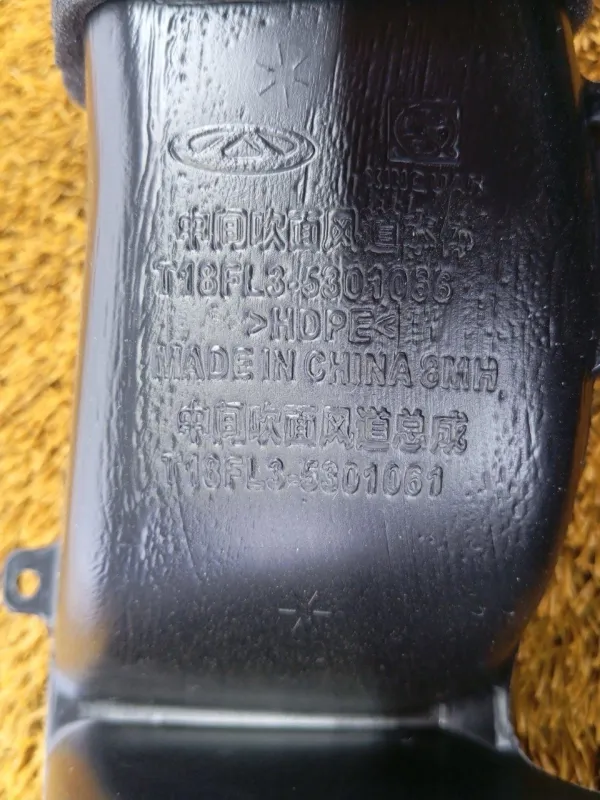 中间吹面风道本体
T18FL3-5301066
>HDPE<
MADE IN CHINA 8MH
中间吹面风道总成
T18FL3-5301061